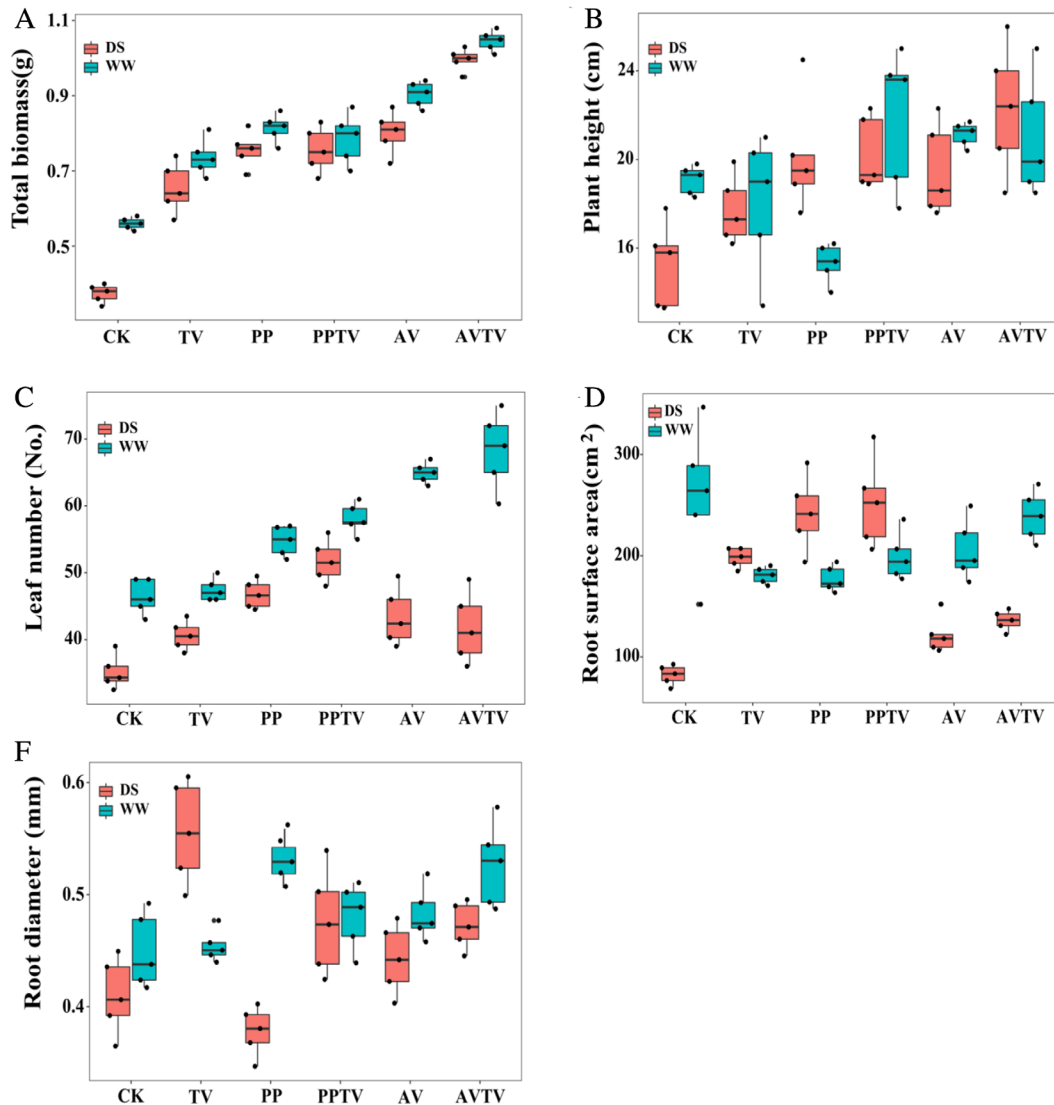 A
Total biomass(g)
1.1
0.9
0.7
0.5
DS
WW
CK TV PP PPTV AV AVTV
B
Plant height (cm)
24
20
16
DS
WW
CK TV PP PPTV AV AVTV
C
Leaf number (No.)
70
60
50
40
DS
WW
CK TV PP PPTV AV AVTV
D
Root surface area(cm²)
300
200
100
DS
WW
CK TV PP PPTV AV AVTV
F
Root diameter (mm)
0.6
0.5
0.4
DS
WW
CK TV PP PPTV AV AVTV